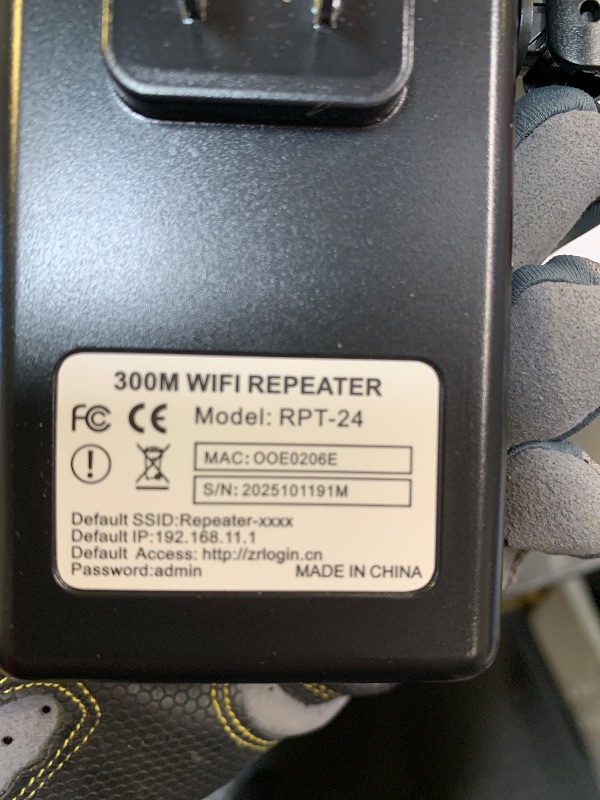 300M WIFI REPEATER
FC CE Model: RPT-24
MAC: OOE0206E
S/N: 2025101191M
Default SSID:Repeater-xxxx
Default IP:192.168.11.1
Default Access: http://zrlogin.cn
Password:admin MADE IN CHINA